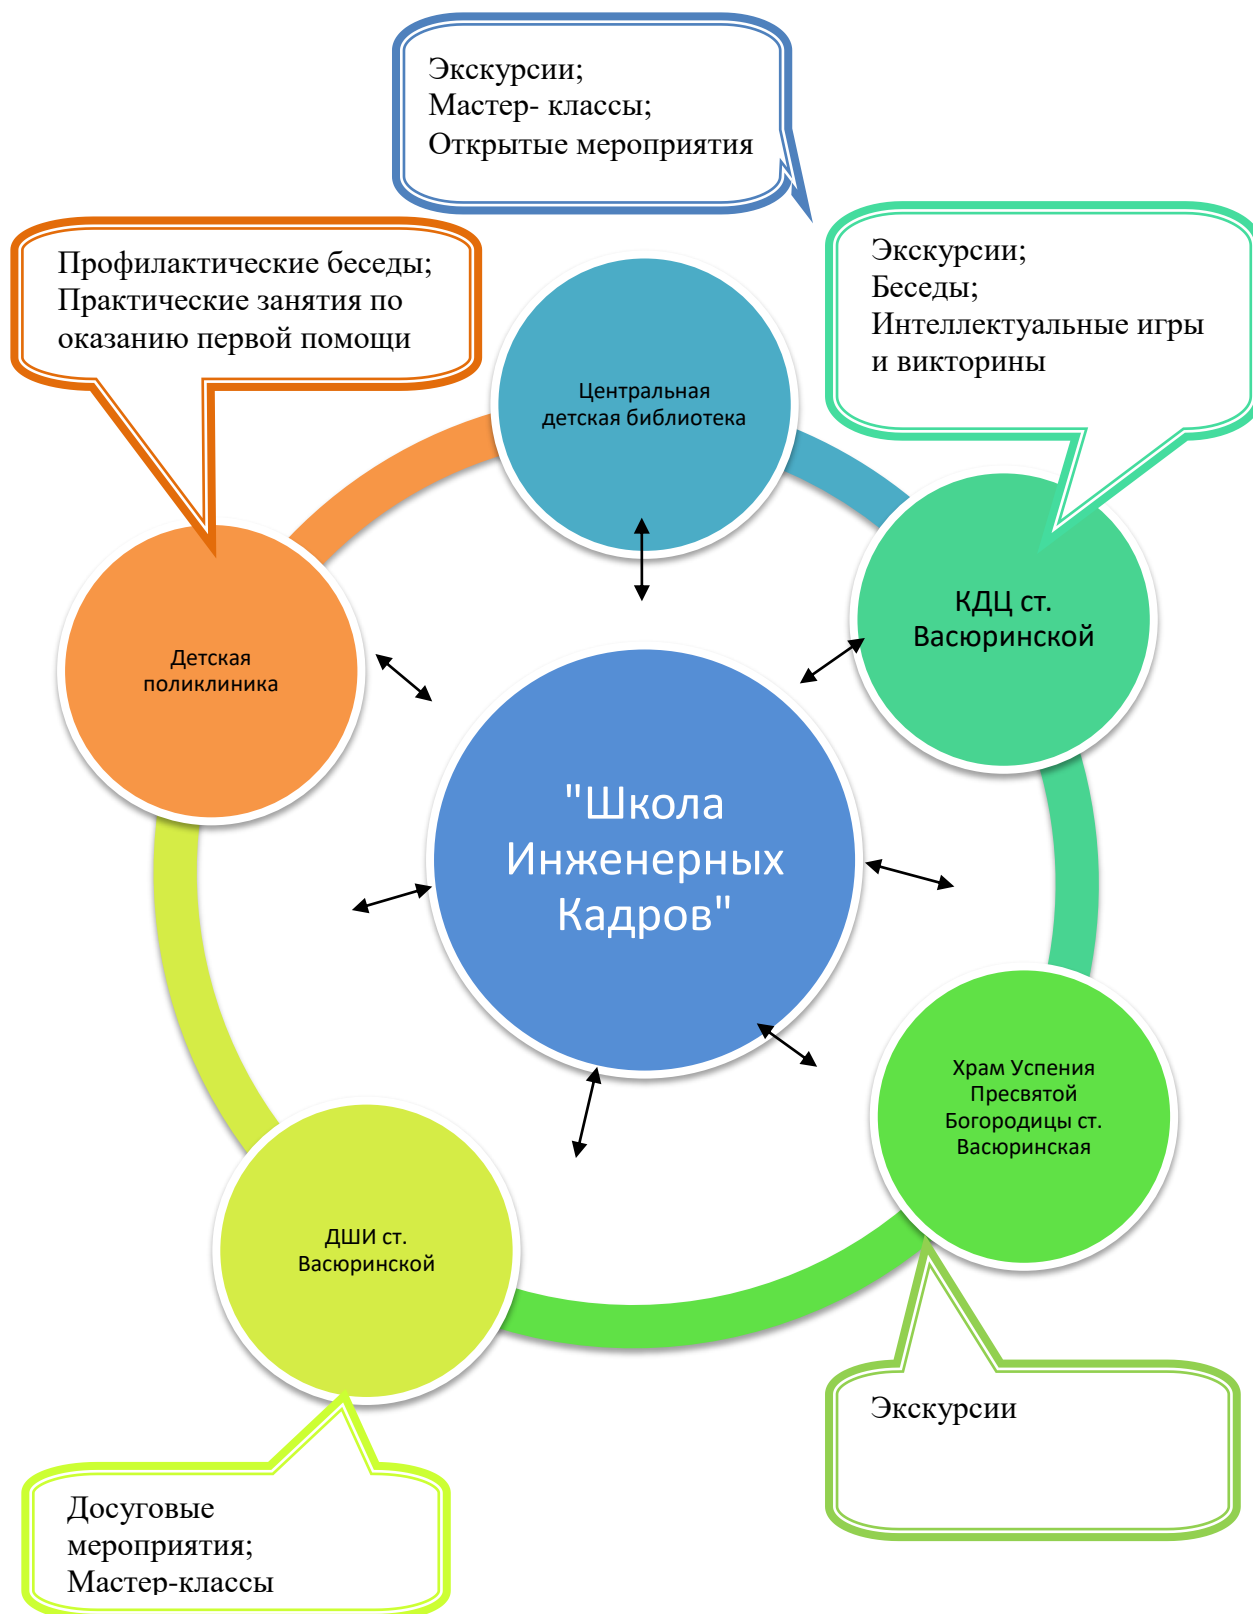 Экскурсии;
Мастер- классы;
Открытые мероприятия
Профилактические беседы;
Практические занятия по
оказанию первой помощи
Экскурсии;
Беседы;
Интеллектуальные игры
и викторины
Центральная
детская библиотека
КДЦ ст.
Васюринской
Детская
поликлиника
"Школа
Инженерных
Кадров"
Храм Успения
Пресвятой
Богородицы ст.
Васюринская
ДШИ ст.
Васюринской
Экскурсии
Досуговые
мероприятия;
Мастер-классы